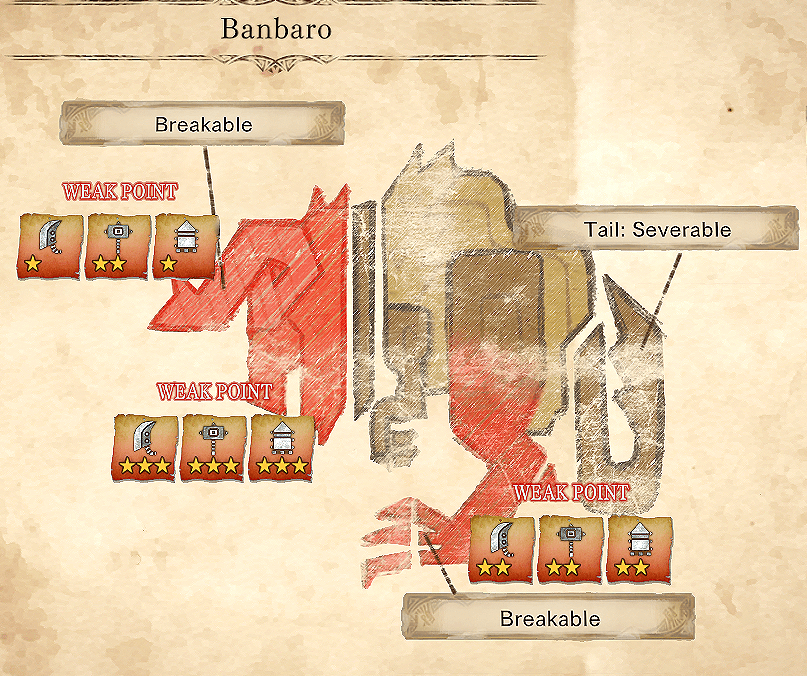 Banbaro
Breakable
WEAK POINT
Tail: Severable
WEAK POINT
WEAK POINT
Breakable